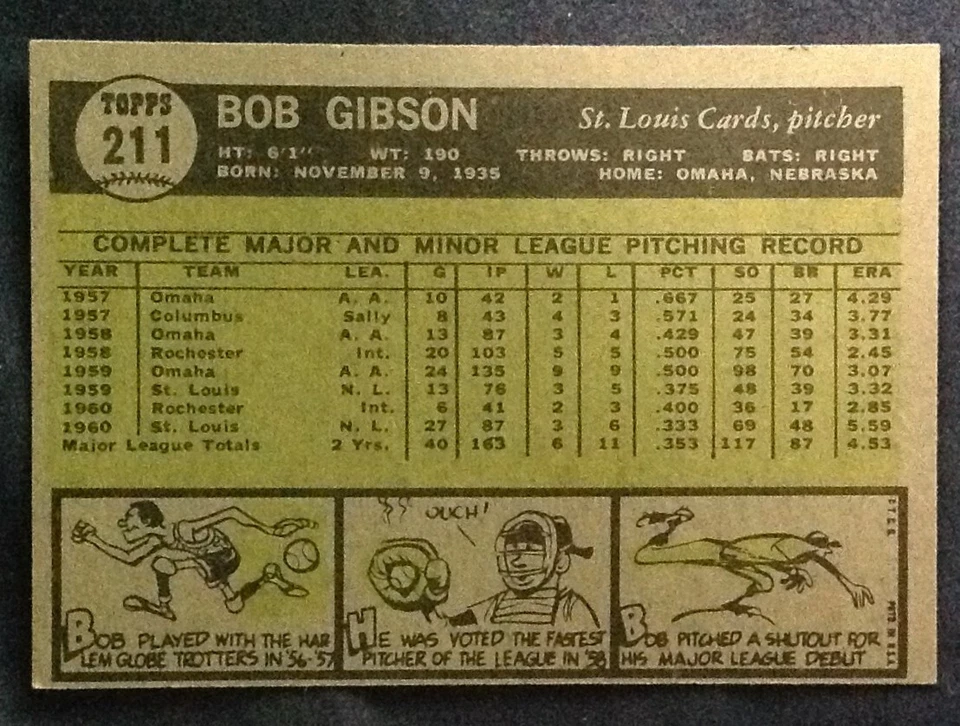 TOPPS
211
BOB GIBSON St. Louis Cards, pitcher
HT: 6'1" WT: 190 THROWS: RIGHT BATS: RIGHT
BORN: NOVEMBER 9, 1935 HOME: OMAHA, NEBRASKA
COMPLETE MAJOR AND MINOR LEAGUE PITCHING RECORD
YEAR TEAM LEA. G IP W L PCT SO BB ERA
1957 Omaha A. A. 10 42 2 1 .667 25 27 4.29
1957 Columbus Sally 8 43 4 3 .571 24 34 3.77
1958 Omaha A. A. 13 87 3 4 .429 47 39 3.31
1958 Rochester Int. 20 103 5 5 .500 75 54 2.45
1959 Omaha A. A. 24 135 9 9 .500 98 70 3.07
1959 St. Louis N. L. 13 76 3 5 .375 48 39 3.32
1960 Rochester Int. 6 41 2 3 .400 36 17 2.85
1960 St. Louis N. L. 27 87 3 6 .333 69 48 5.59
Major League Totals 2 Yrs. 40 163 6 11 .353 117 87 4.53
BOB PLAYED WITH THE HAR
LEM GLOBE TROTTERS IN '56-'57
OUCH!
HE WAS VOTED THE FASTEST
PITCHER OF THE LEAGUE IN '58
BOB PITCHED A SHUTOUT FOR
HIS MAJOR LEAGUE DEBUT